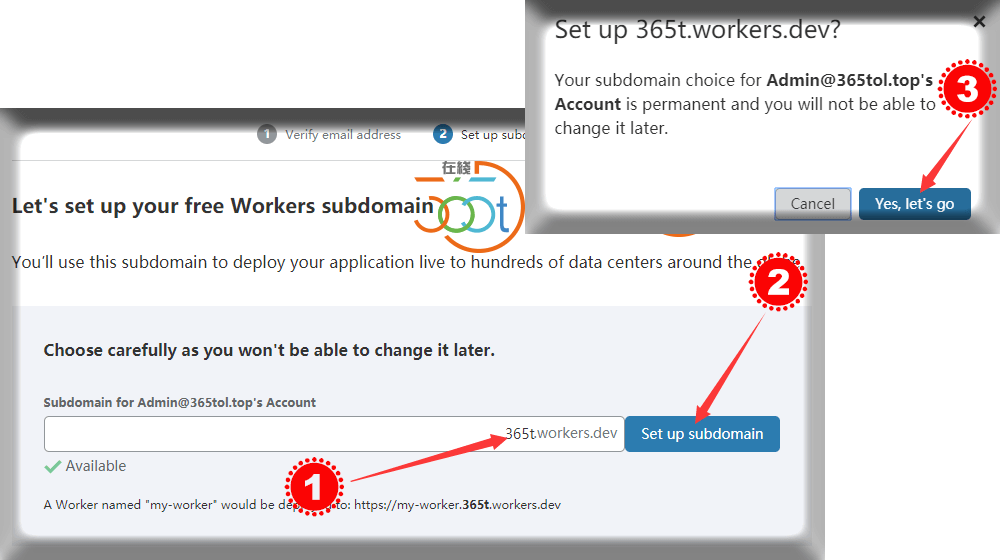 Set up 365t.workers.dev?
Your subdomain choice for Admin@365tol.top's
Account is permanent and you will not be able to
change it later.
3
Cancel
Yes, let's go
1 Verify email address
2 Set up subdo
在线
Let's set up your free Workers subdomain
You'll use this subdomain to deploy your application live to hundreds of data centers around the
2
Choose carefully as you won't be able to change it later.
Subdomain for Admin@365tol.top's Account
365t.workers.dev
Set up subdomain
Available
1
A Worker named "my-worker" would be to: https://my-worker.365t.workers.dev